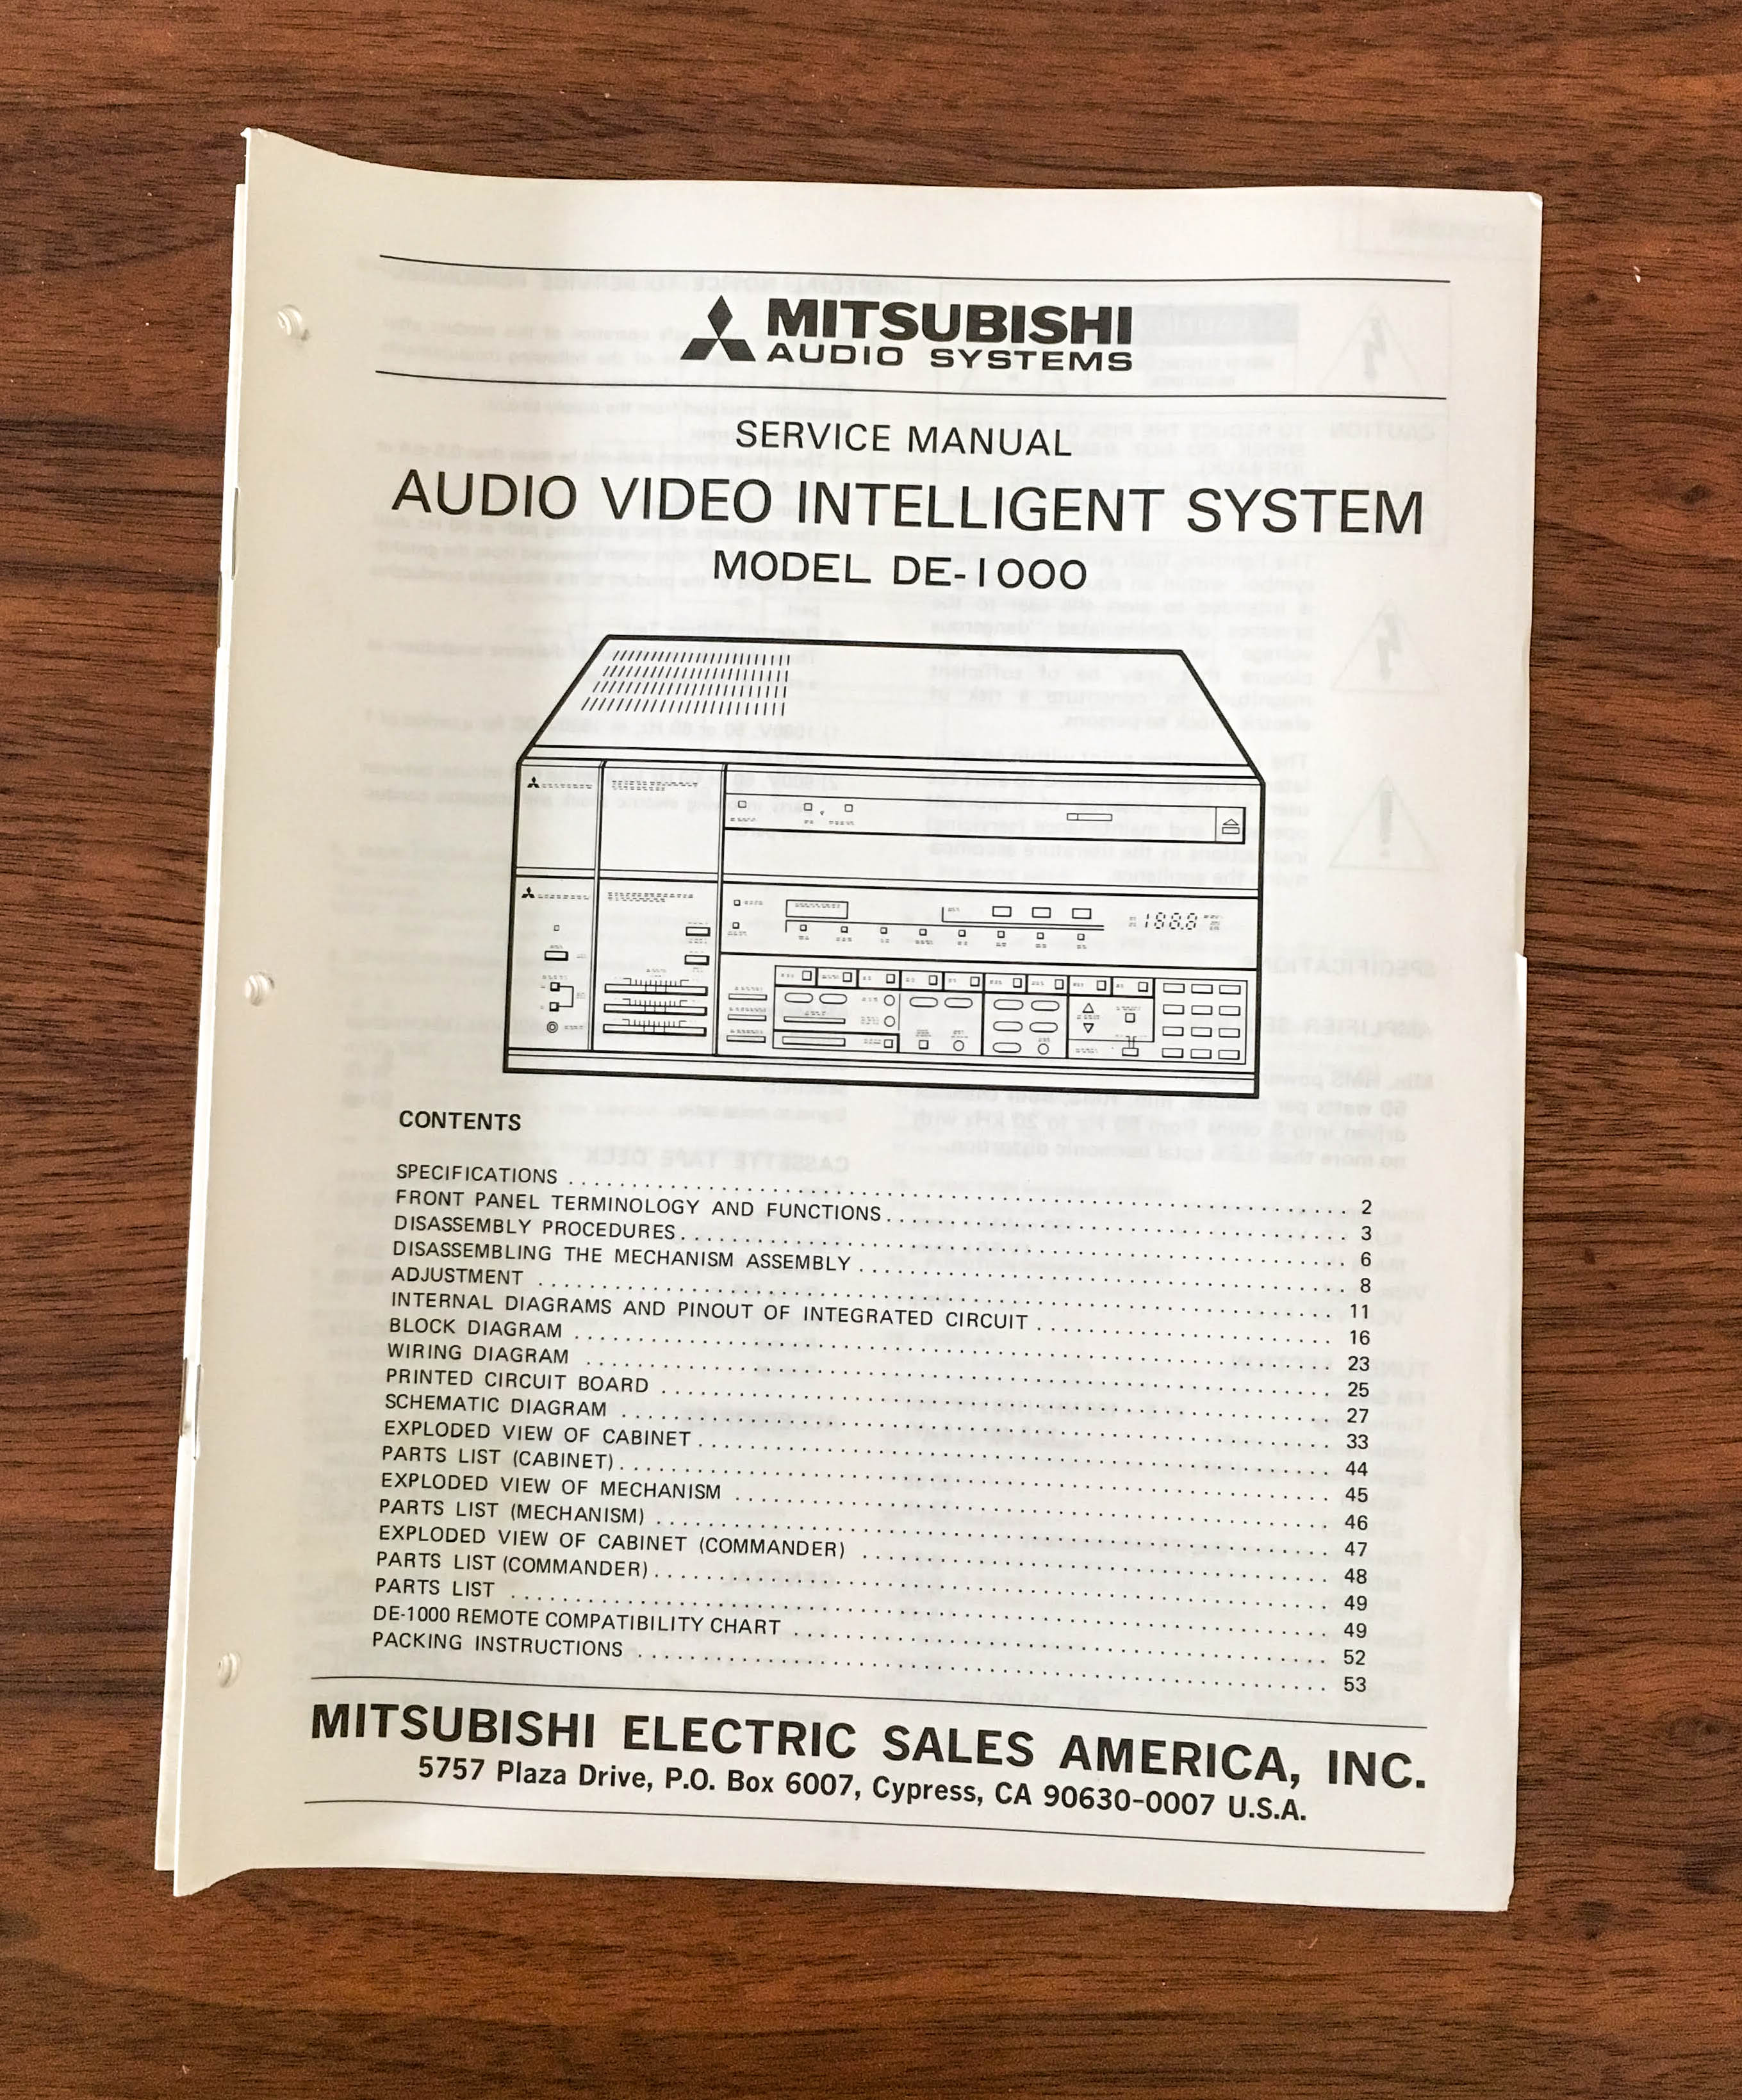 MITSUBISHI
AUDIO SYSTEMS
SERVICE MANUAL
AUDIO VIDEO INTELLIGENT SYSTEM
MODEL DE-1000
188.8
CONTENTS
SPECIFICATIONS . . . . . . . . . . 2
FRONT PANEL TERMINOLOGY AND FUNCTIONS . . . . . . . . . . 3
DISASSEMBLY PROCEDURES . . . . . . . . . . 6
DISASSEMBLING THE MECHANISM ASSEMBLY . . . . . . . . . . 8
ADJUSTMENT . . . . . . . . . . 11
INTERNAL DIAGRAMS AND PINOUT OF INTEGRATED CIRCUIT . . . . . . . . . . 16
BLOCK DIAGRAM . . . . . . . . . . 23
WIRING DIAGRAM . . . . . . . . . . 25
PRINTED CIRCUIT BOARD . . . . . . . . . . 27
SCHEMATIC DIAGRAM . . . . . . . . . . 33
EXPLODED VIEW OF CABINET . . . . . . . . . . 44
PARTS LIST (CABINET) . . . . . . . . . . 45
EXPLODED VIEW OF MECHANISM . . . . . . . . . . 46
PARTS LIST (MECHANISM) . . . . . . . . . . 47
EXPLODED VIEW OF CABINET (COMMANDER) . . . . . . . . . . 48
PARTS LIST (COMMANDER) . . . . . . . . . . 49
PARTS LIST . . . . . . . . . . 49
DE-1000 REMOTE COMPATIBILITY CHART . . . . . . . . . . 52
PACKING INSTRUCTIONS . . . . . . . . . . 53
MITSUBISHI ELECTRIC SALES AMERICA, INC.
5757 Plaza Drive, P.O. Box 6007, Cypress, CA 90630-0007 U.S.A.